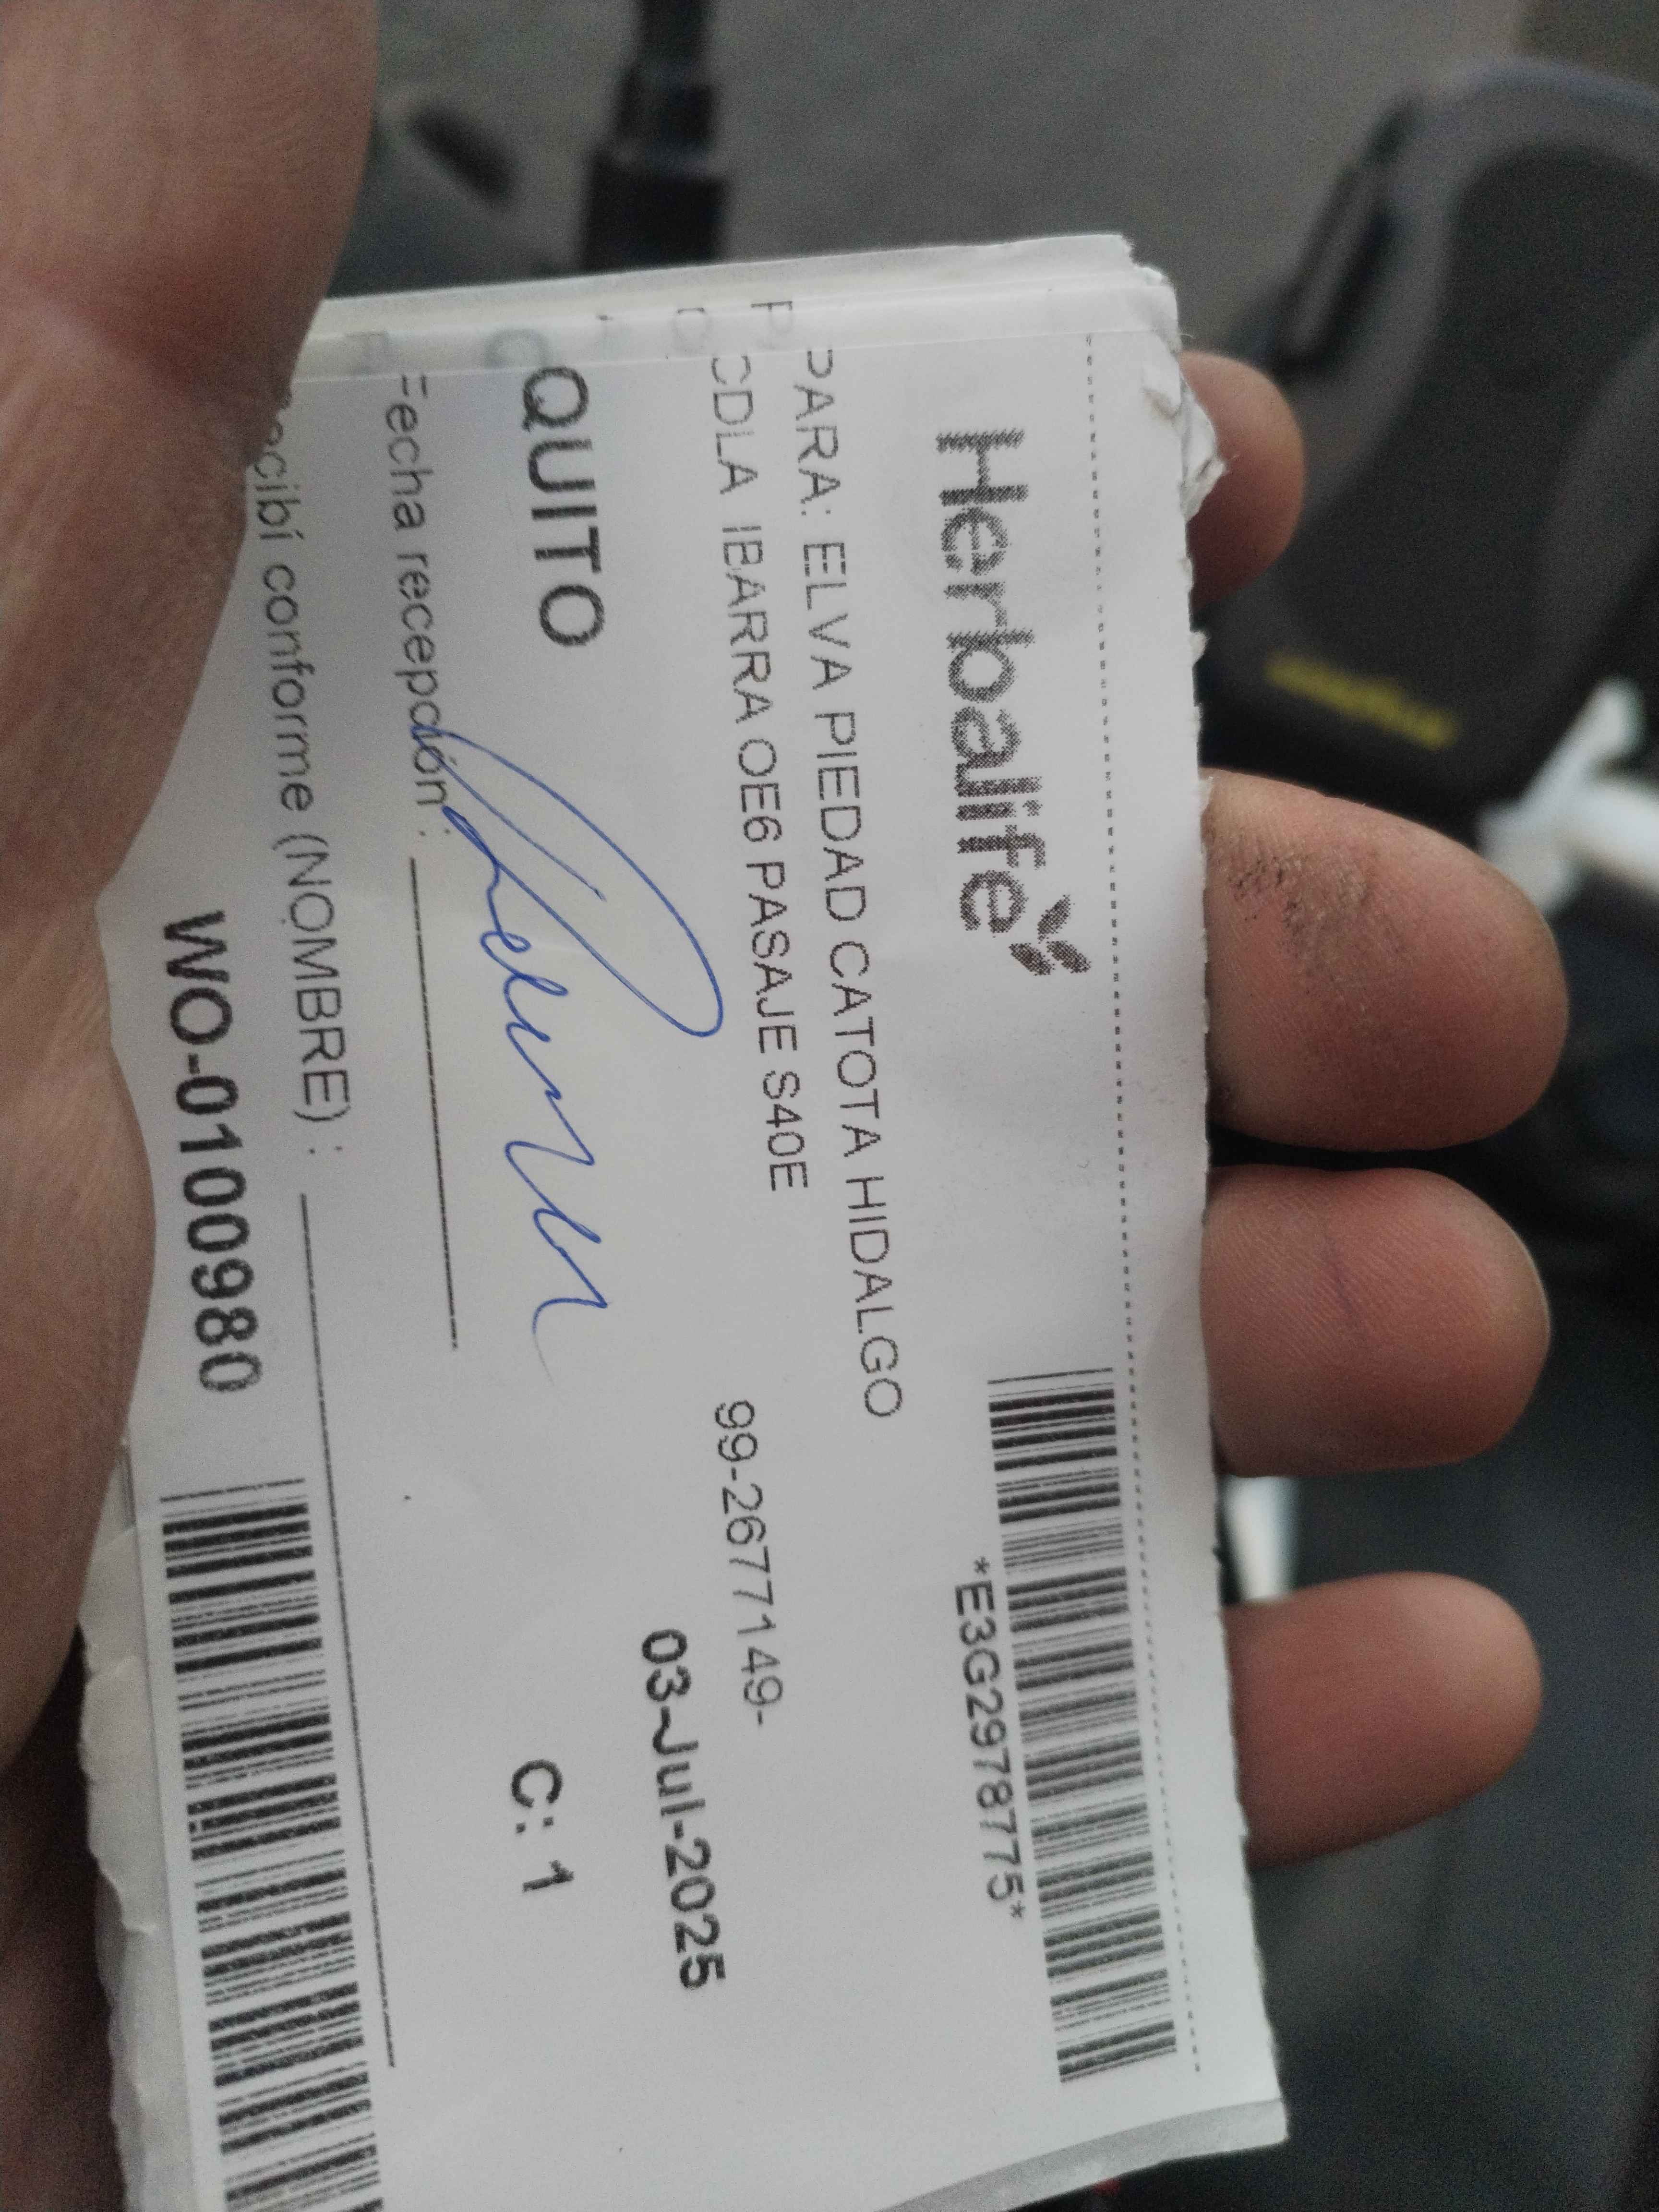 Herbalife
*E3G2978775*
PARA: ELVA PIEDAD CATOTA HIDALGO
CDLA IBARRA OE6 PASAJE S40E
99-2677149-
03-Jul-2025
QUITO
C: 1
Fecha recepción:
Recibí conforme (NOMBRE) :
WO-0100980